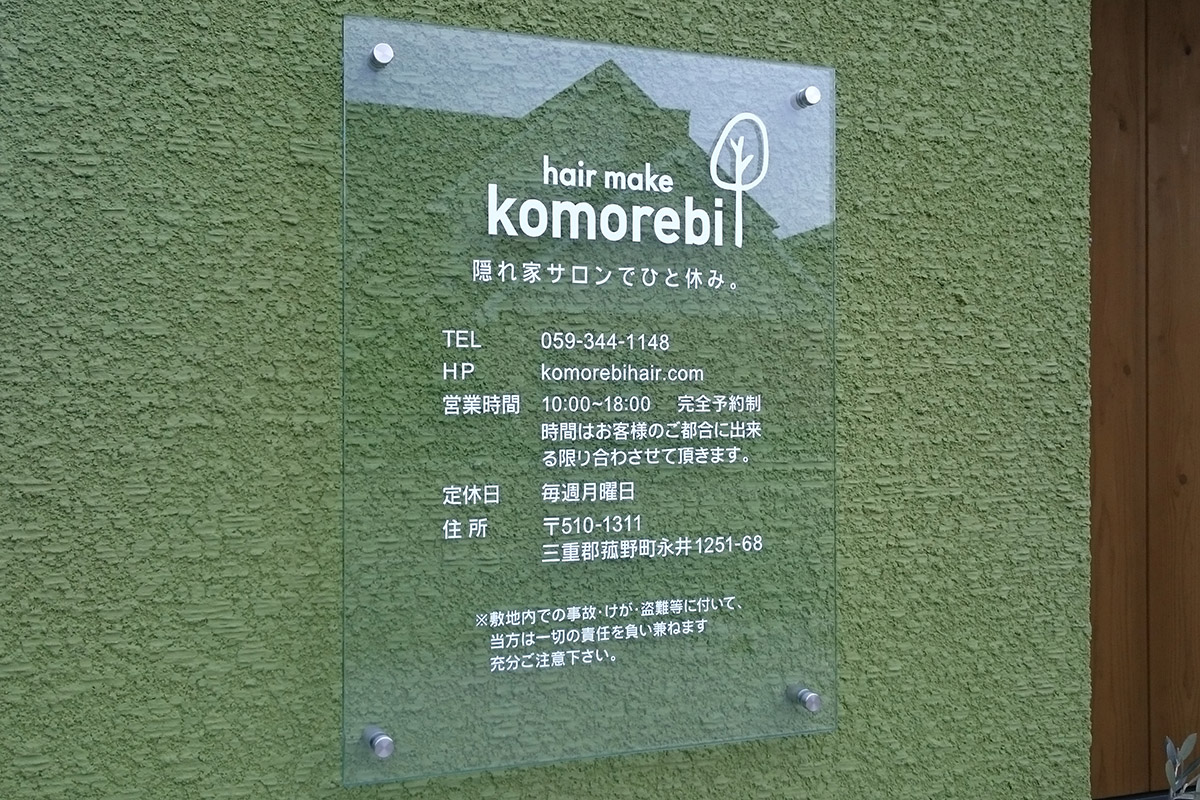 hair make
komorebi
隠れ家サロンでひと休み。
TEL 059-344-1148
HP komorebihair.com
営業時間 10:00~18:00 完全予約制
時間はお客様のご都合に出来
る限り合わさせて頂きます。
定休日 毎週月曜日
住所 〒510-1311
三重郡菰野町永井1251-68
※敷地内での事故・けが・盗難等に付いて、
当方は一切の責任を負い兼ねます
充分ご注意下さい。